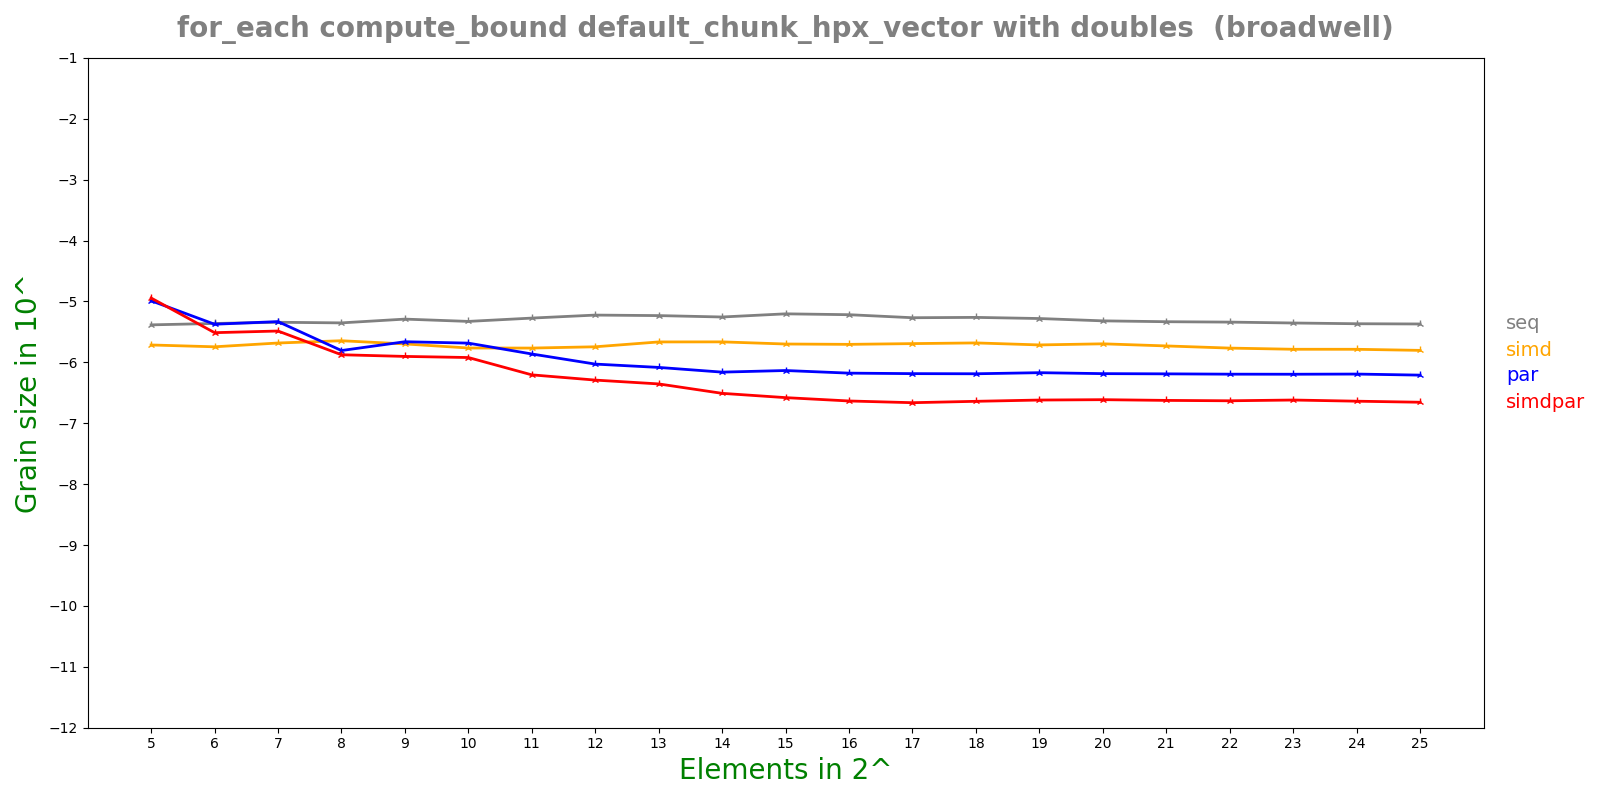 for_each compute_bound default_chunk_hpx_vector with doubles  (broadwell)
Grain size in 10^
−1
−2
−3
−4
−5
−6
−7
−8
−9
−10
−11
−12
seq
simd
par
simdpar
5 6 7 8 9 10 11 12 13 14 15 16 17 18 19 20 21 22 23 24 25
Elements in 2^